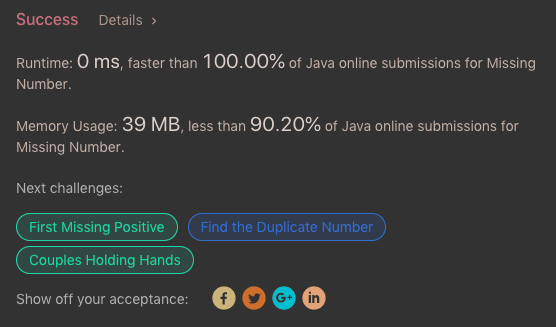 Success Details >
Runtime: 0 ms, faster than 100.00% of Java online submissions for Missing
Number.
Memory Usage: 39 MB, less than 90.20% of Java online submissions for
Missing Number.
Next challenges:
First Missing Positive Find the Duplicate Number
Couples Holding Hands
Show off your acceptance: f G+ in